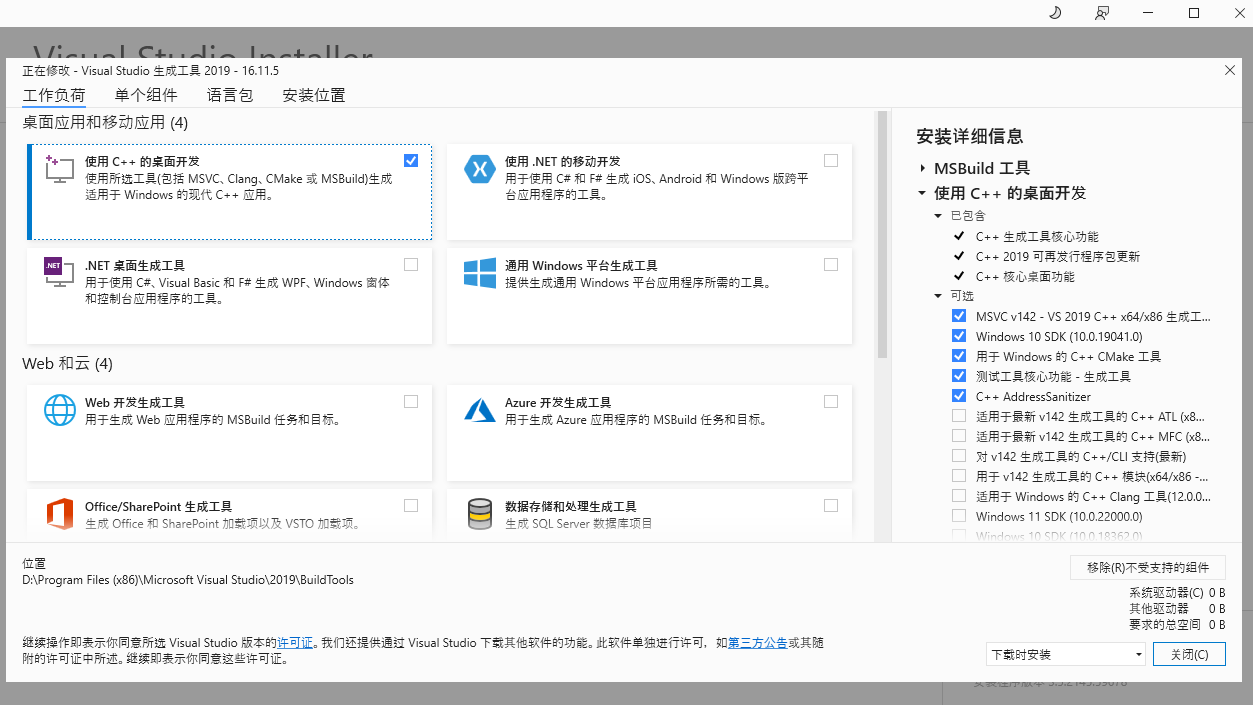 Visual Studio Installer
正在修改 - Visual Studio 生成工具 2019 - 16.11.5
工作负荷 单个组件 语言包 安装位置
桌面应用和移动应用 (4)
使用 C++ 的桌面开发
使用所选工具(包括 MSVC、Clang、CMake 或 MSBuild)生成
适用于 Windows 的现代 C++ 应用。
使用 .NET 的移动开发
用于使用 C# 和 F# 生成 iOS、Android 和 Windows 版跨平
台应用程序的工具。
.NET
.NET 桌面生成工具
用于使用 C#、Visual Basic 和 F# 生成 WPF、Windows 窗体
和控制台应用程序的工具。
通用 Windows 平台生成工具
提供生成通用 Windows 平台应用程序所需的工具。
Web 和云 (4)
Web 开发生成工具
用于生成 Web 应用程序的 MSBuild 任务和目标。
Azure 开发生成工具
用于生成 Azure 应用程序的 MSBuild 任务和目标。
Office/SharePoint 生成工具
生成 Office 和 SharePoint 加载项以及 VSTO 加载项。
数据存储和处理生成工具
生成 SQL Server 数据库项目
安装详细信息
MSBuild 工具
使用 C++ 的桌面开发
已包含
C++ 生成工具核心功能
C++ 2019 可再发行程序包更新
C++ 核心桌面功能
可选
MSVC v142 - VS 2019 C++ x64/x86 生成工...
Windows 10 SDK (10.0.19041.0)
用于 Windows 的 C++ CMake 工具
测试工具核心功能 - 生成工具
C++ AddressSanitizer
适用于最新 v142 生成工具的 C++ ATL (x8...
适用于最新 v142 生成工具的 C++ MFC (x8...
对 v142 生成工具的 C++/CLI 支持(最新)
用于 v142 生成工具的 C++ 模块(x64/x86 -...
适用于 Windows 的 C++ Clang 工具(12.0.0...
Windows 11 SDK (10.0.22000.0)
Windows 10 SDK (10.0.18362.0)
位置
D:\Program Files (x86)\Microsoft Visual Studio\2019\BuildTools
移除(R)不受支持的组件
系统驱动器(C) 0 B
其他驱动器 0 B
要求的总空间 0 B
继续操作即表示你同意所选 Visual Studio 版本的许可证。我们还提供通过 Visual Studio 下载其他软件的功能。此软件单独进行许可，如第三方公告或其随
附的许可证中所述。继续即表示你同意这些许可证。
下载时安装
关闭(C)